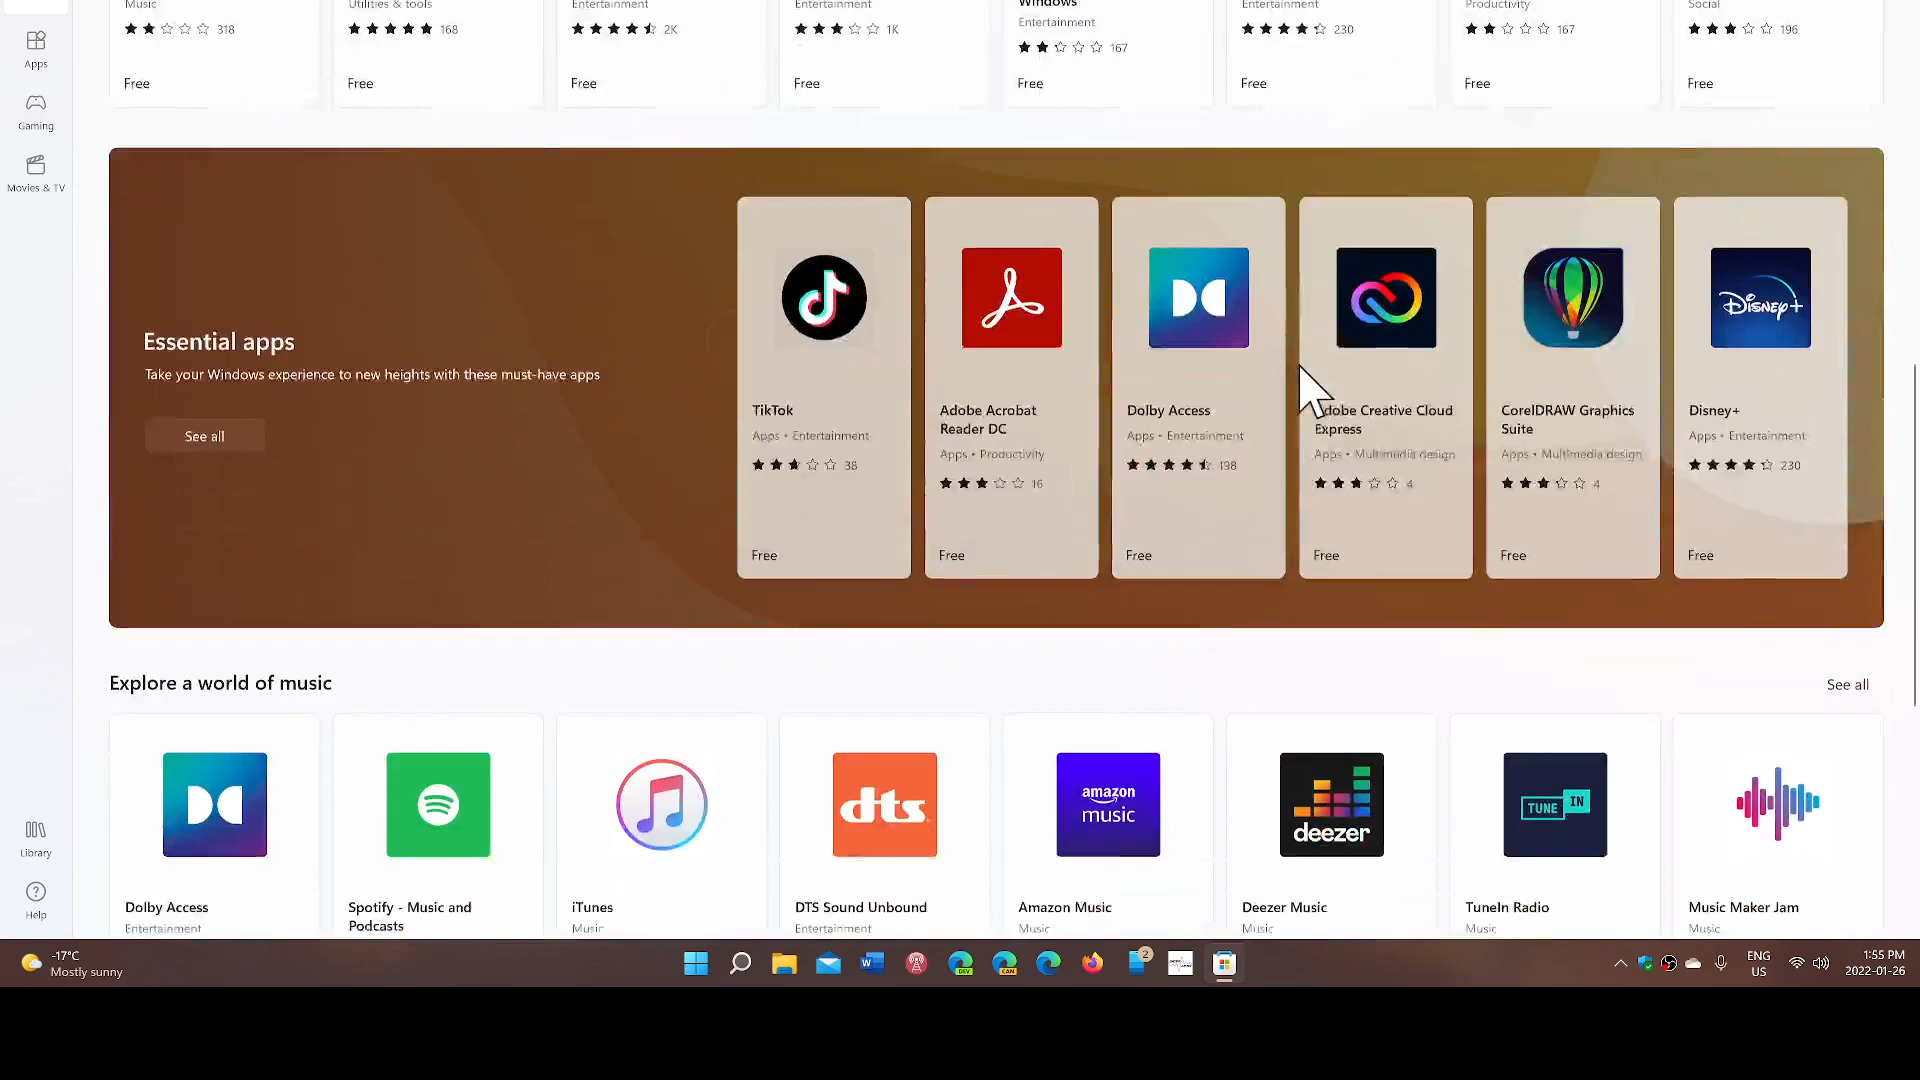 Music
Utilities & tools
Entertainment
Entertainment
Windows
Entertainment
Entertainment
Productivity
Social
318
168
2K
1K
167
230
167
196
Free
Free
Free
Free
Free
Free
Free
Free
Apps
Gaming
Movies & TV
Essential apps
Take your Windows experience to new heights with these must-have apps
See all
TikTok
Apps • Entertainment
38
Free
Adobe Acrobat
Reader DC
Apps • Productivity
16
Free
Dolby Access
Apps • Entertainment
198
Free
dobe Creative Cloud
Express
Apps • Multimedia design
4
Free
CorelDRAW Graphics
Suite
Apps • Multimedia design
4
Free
Disney+
Disney+
Apps • Entertainment
230
Free
Explore a world of music
See all
Dolby Access
Entertainment
Spotify - Music and
Podcasts
iTunes
Music
dts
DTS Sound Unbound
Entertainment
amazon
music
Amazon Music
Music
deezer
Deezer Music
Music
TUNE IN
TuneIn Radio
Music
Music Maker Jam
Music
Library
Help
-17°C
Mostly sunny
W
DEV
CAN
2
ENG
US
1:55 PM
2022-01-26